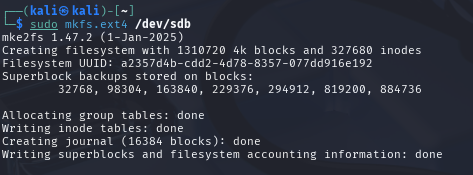 ┌──(kali㉿kali)-[~]
└─$ sudo mkfs.ext4 /dev/sdb
mke2fs 1.47.2 (1-Jan-2025)
Creating filesystem with 1310720 4k blocks and 327680 inodes
Filesystem UUID: a2357d4b-cdd2-4d78-8357-077dd916e192
Superblock backups stored on blocks:
        32768, 98304, 163840, 229376, 294912, 819200, 884736

Allocating group tables: done
Writing inode tables: done
Creating journal (16384 blocks): done
Writing superblocks and filesystem accounting information: done